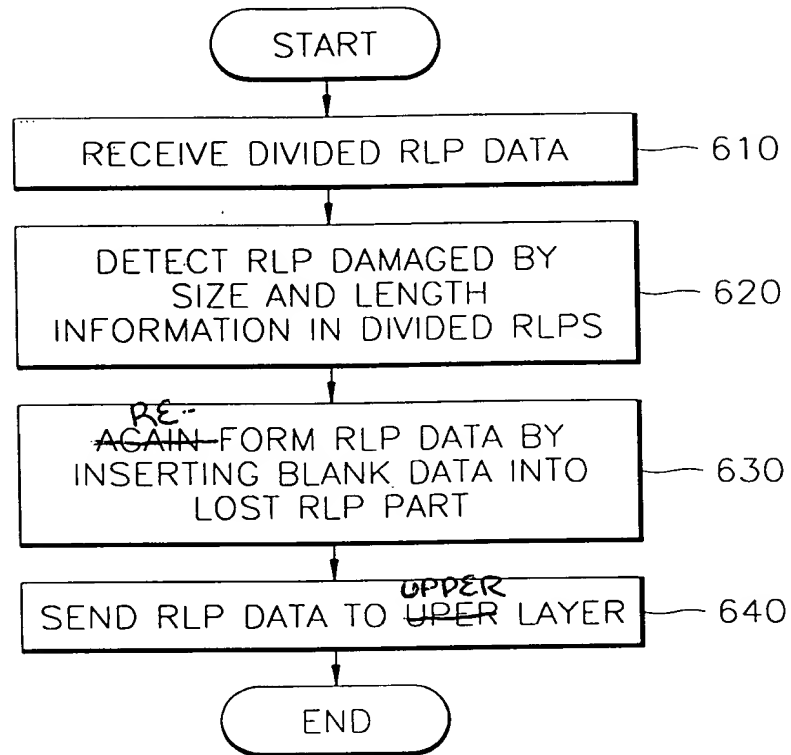 START
RECEIVE DIVIDED RLP DATA
610
DETECT RLP DAMAGED BY
SIZE AND LENGTH
INFORMATION IN DIVIDED RLPS
620
RE-
AGAIN FORM RLP DATA BY
INSERTING BLANK DATA INTO
LOST RLP PART
630
UPPER
SEND RLP DATA TO UPER LAYER
640
END